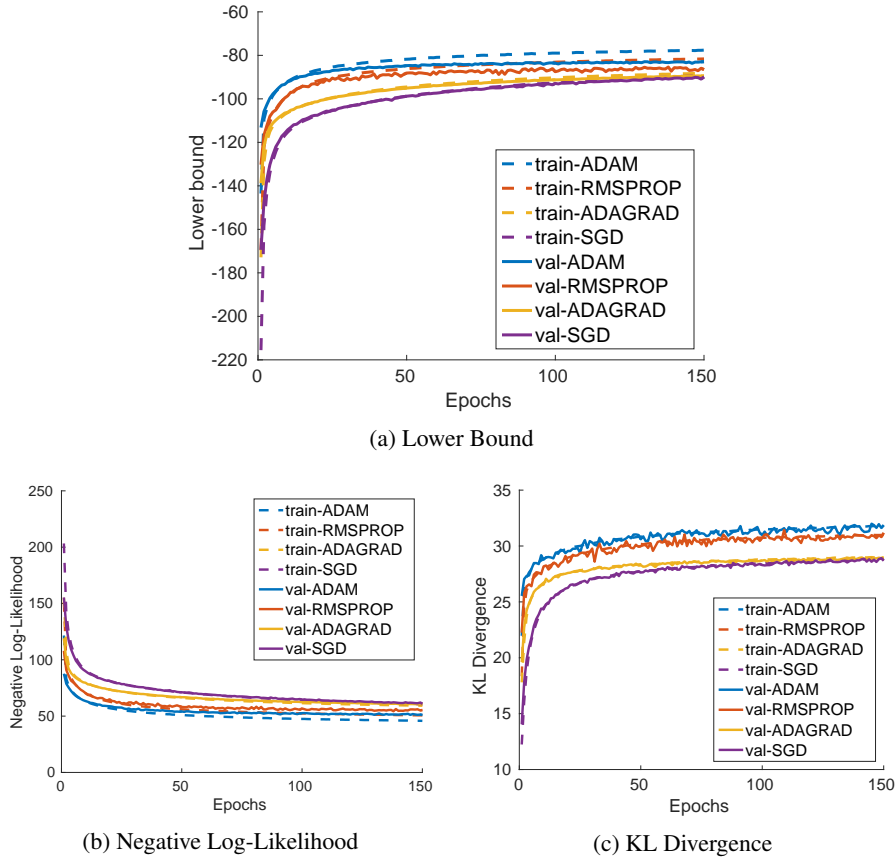 -60
-80
-100
-120
-140
-160
-180
-200
-220
Lower bound
train-ADAM
train-RMSPROP
train-ADAGRAD
train-SGD
val-ADAM
val-RMSPROP
val-ADAGRAD
val-SGD
0 50 100 150
Epochs
(a) Lower Bound
250
200
150
100
50
0
Negative Log-Likelihood
train-ADAM
train-RMSPROP
train-ADAGRAD
train-SGD
val-ADAM
val-RMSPROP
val-ADAGRAD
val-SGD
0 50 100 150
Epochs
(b) Negative Log-Likelihood
35
30
25
20
15
10
KL Divergence
train-ADAM
train-RMSPROP
train-ADAGRAD
train-SGD
val-ADAM
val-RMSPROP
val-ADAGRAD
val-SGD
0 50 100 150
Epochs
(c) KL Divergence